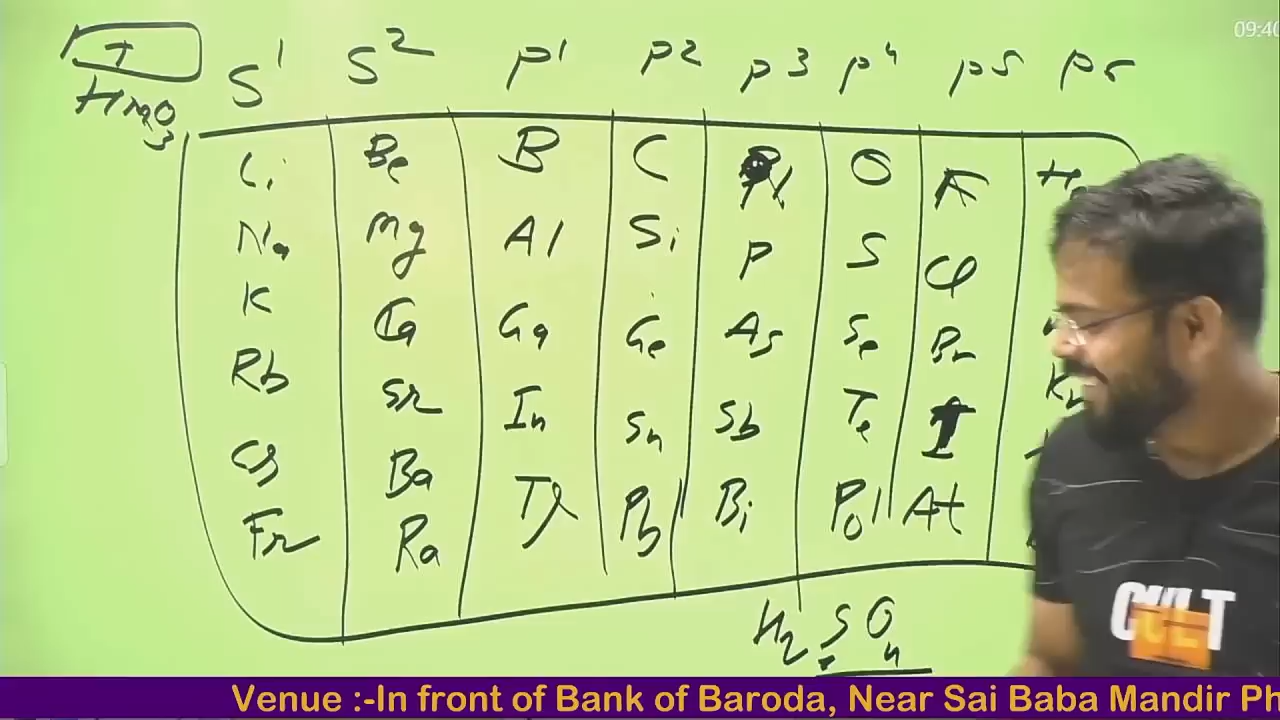 09:40
S¹ S² P¹ P2 P3 P4 P5 P6
Li Be B C O F He
Na Mg Al Si P S Cl
K Ca Ga Ge As Se Br Kr
Rb Sr In Sn Sb Te I
Cs Ba Tl Pb Bi Po At
Fr Ra
H2SO4
CULT
Venue :-In front of Bank of Baroda, Near Sai Baba Mandir Ph